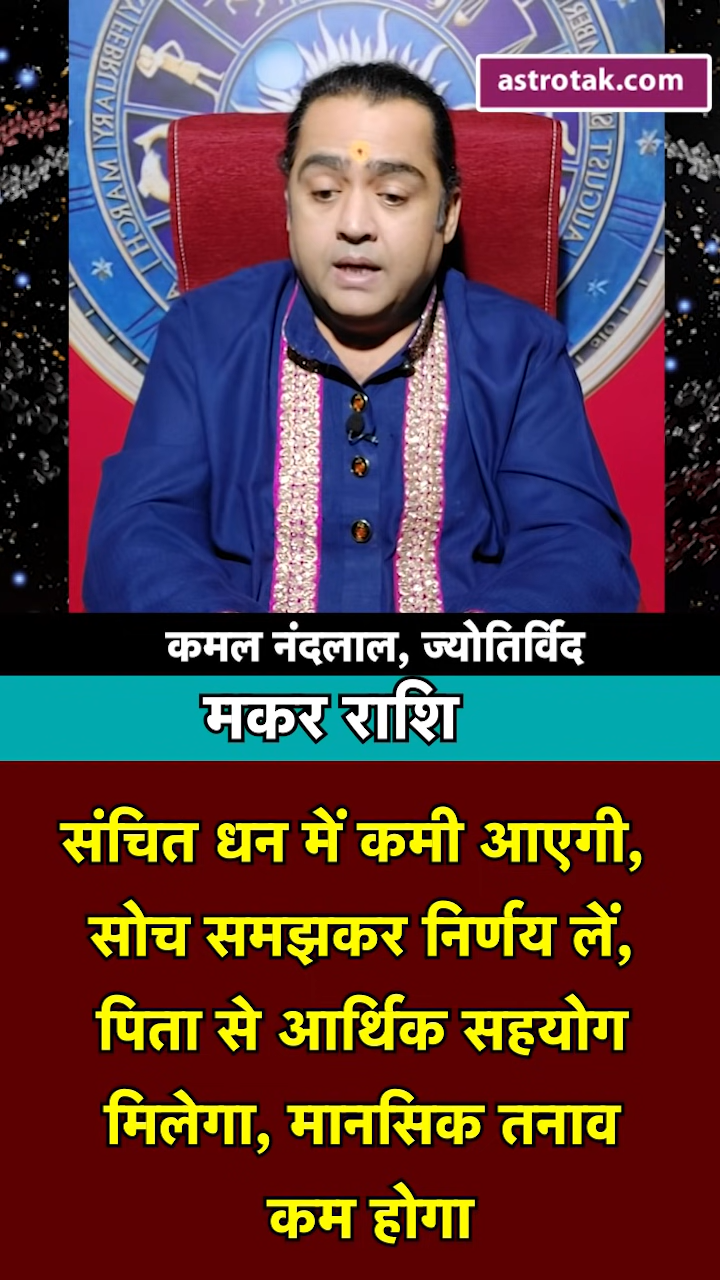 astrotak.com
कमल नंदलाल, ज्योतिर्विद
मकर राशि
संचित धन में कमी आएगी,
सोच समझकर निर्णय लें,
पिता से आर्थिक सहयोग
मिलेगा, मानसिक तनाव
कम होगा